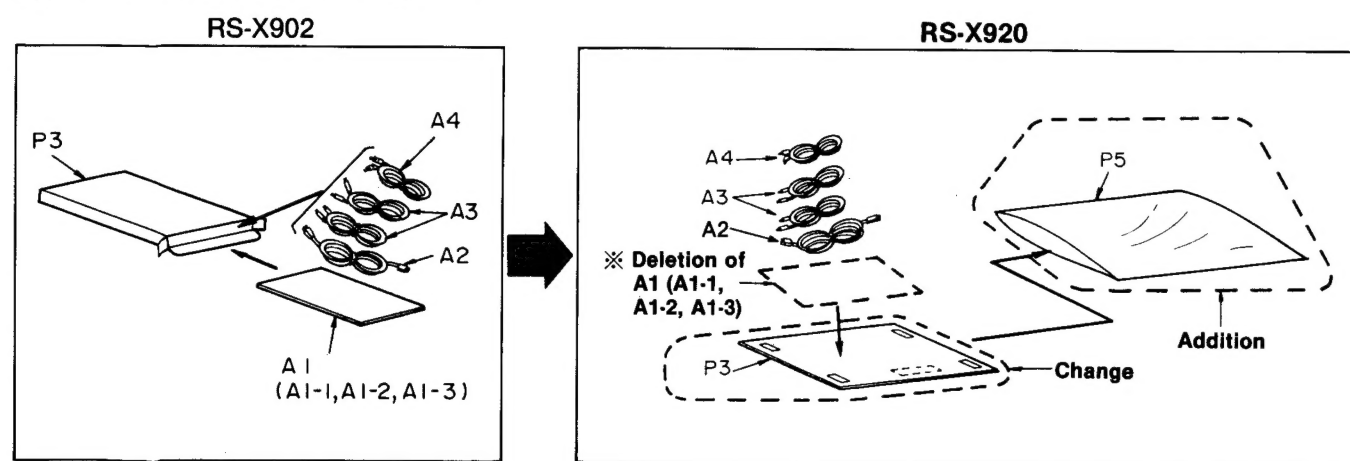 RS-X902
P3
A4
A3
A2
A1
(A1-1, A1-2, A1-3)
RS-X920
A4
A3
A2
※ Deletion of
A1 (A1-1,
A1-2, A1-3)
P3
P5
Addition
Change